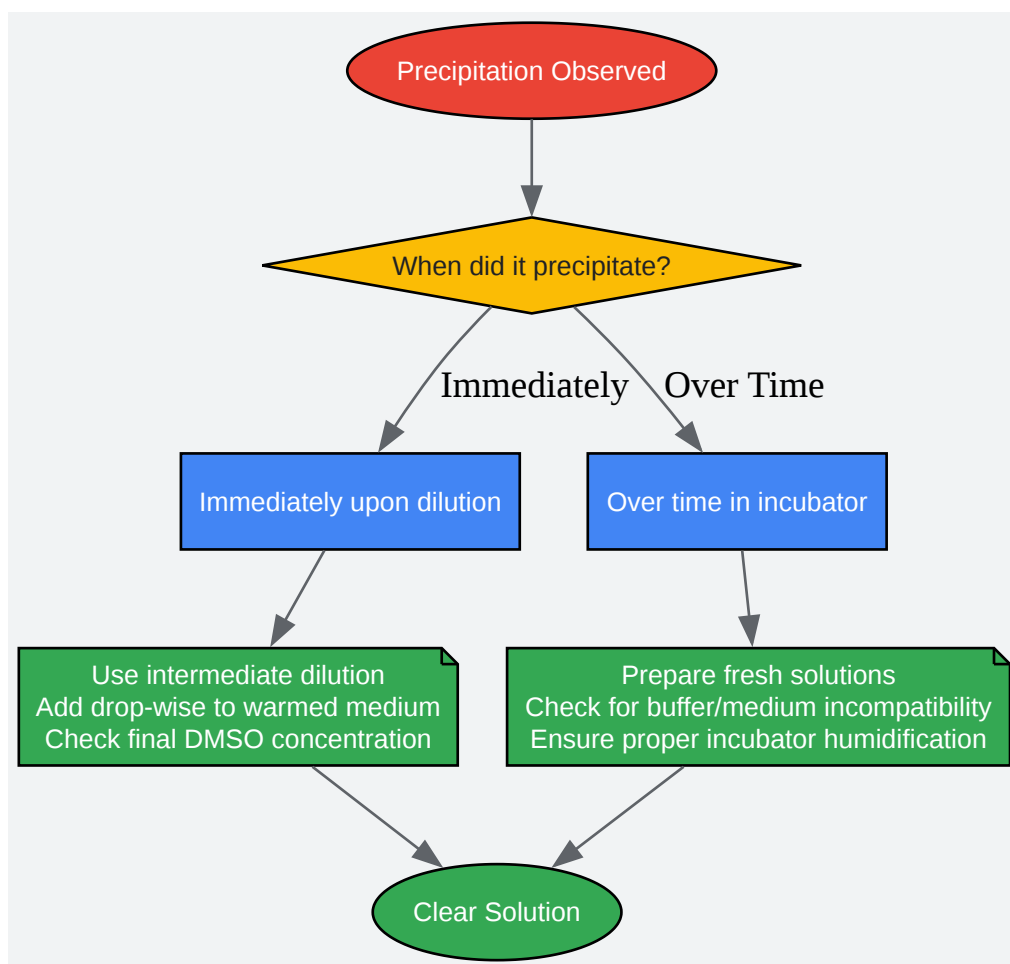 Precipitation Observed
When did it precipitate?
Immediately
Over Time
Immediately upon dilution
Over time in incubator
Use intermediate dilution
Add drop-wise to warmed medium
Check final DMSO concentration
Prepare fresh solutions
Check for buffer/medium incompatibility
Ensure proper incubator humidification
Clear Solution